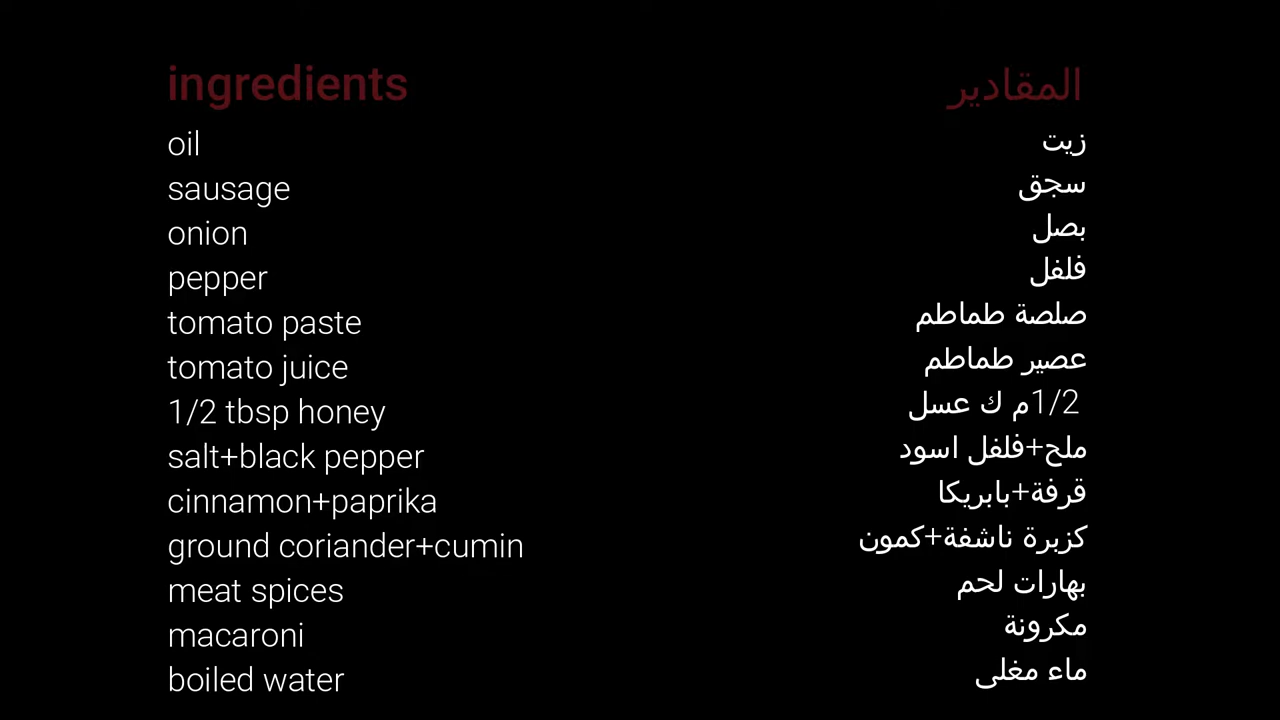 ingredients
oil
sausage
onion
pepper
tomato paste
tomato juice
1/2 tbsp honey
salt+black pepper
cinnamon+paprika
ground coriander+cumin
meat spices
macaroni
boiled water
المقادير
زيت
سجق
بصل
فلفل
صلصة طماطم
عصير طماطم
1/2م ك عسل
ملح+فلفل اسود
قرفة+بابريكا
كزبرة ناشفة+كمون
بهارات لحم
مكرونة
ماء مغلى